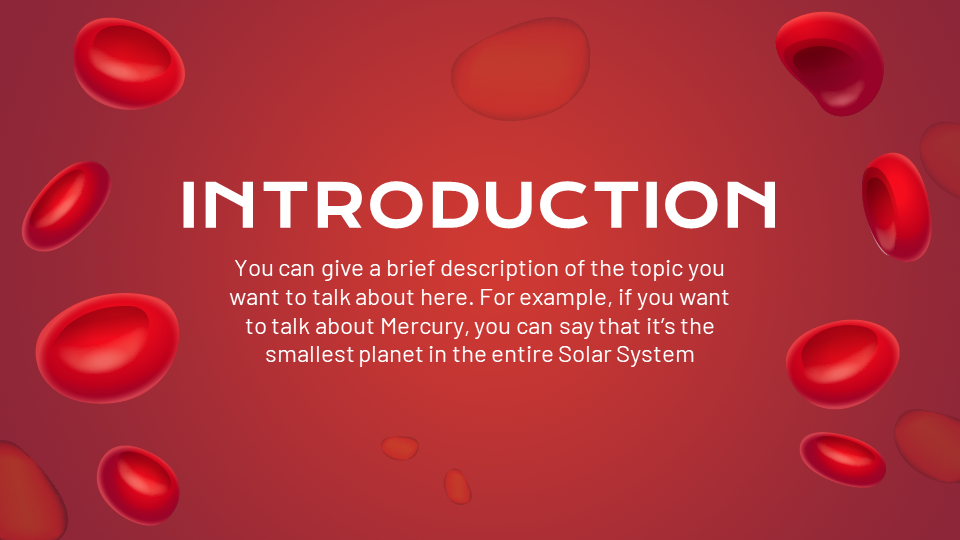 INTRODUCTION
You can give a brief description of the topic you
want to talk about here. For example, if you want
to talk about Mercury, you can say that it’s the
smallest planet in the entire Solar System